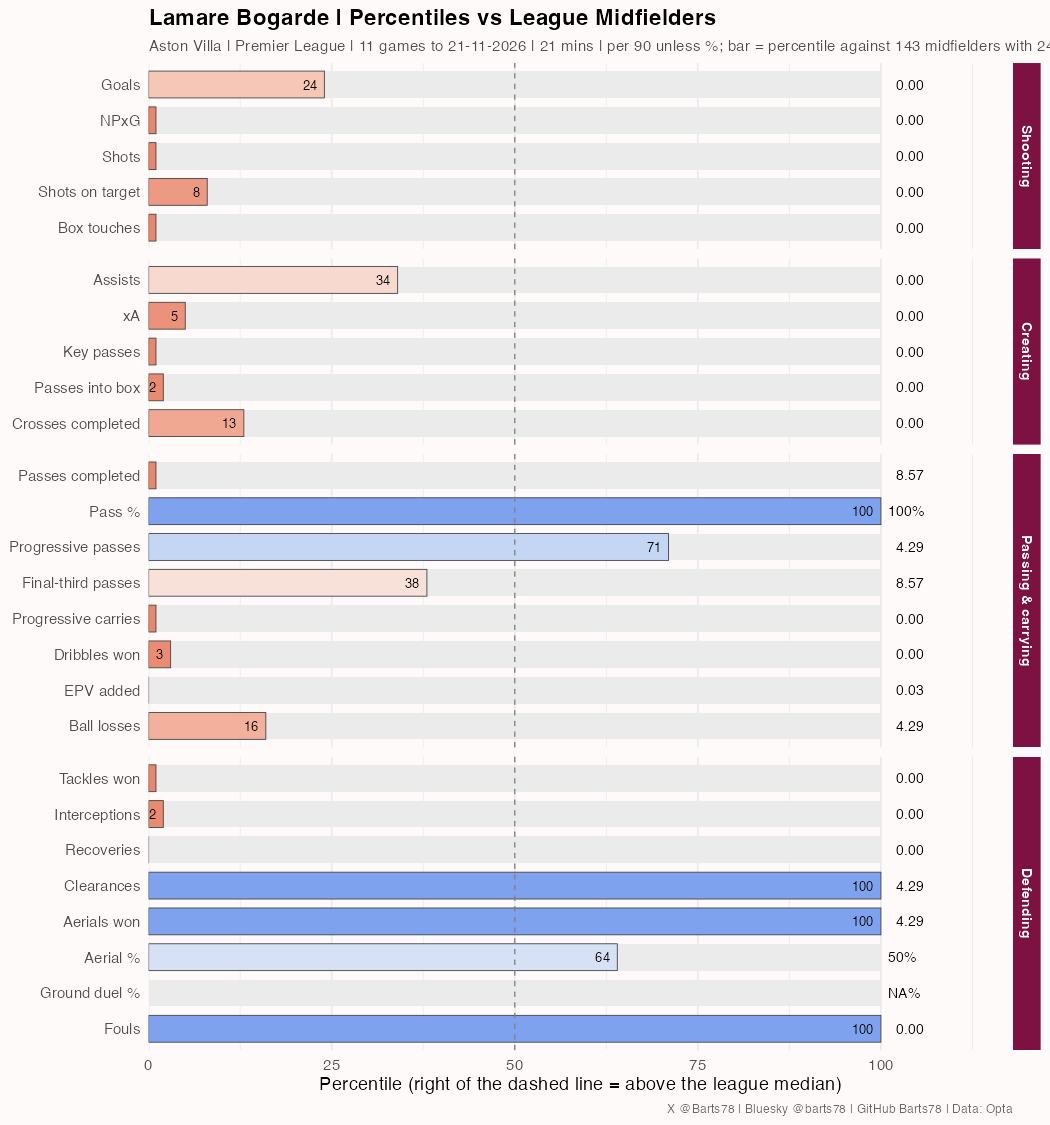 Lamare Bogarde | Percentiles vs League Midfielders
Aston Villa | Premier League | 11 games to 21-11-2026 | 21 mins | per 90 unless %; bar = percentile against 143 midfielders with 24
Shooting
Goals 24 0.00
NPxG 0.00
Shots 0.00
Shots on target 8 0.00
Box touches 0.00
Creating
Assists 34 0.00
xA 5 0.00
Key passes 0.00
Passes into box 2 0.00
Crosses completed 13 0.00
Passing & carrying
Passes completed 8.57
Pass % 100 100%
Progressive passes 71 4.29
Final-third passes 38 8.57
Progressive carries 0.00
Dribbles won 3 0.00
EPV added 0.03
Ball losses 16 4.29
Defending
Tackles won 0.00
Interceptions 2 0.00
Recoveries 0.00
Clearances 100 4.29
Aerials won 100 4.29
Aerial % 64 50%
Ground duel % NA%
Fouls 100 0.00
0 25 50 75 100
Percentile (right of the dashed line = above the league median)
X @Barts78 | Bluesky @barts78 | GitHub Barts78 | Data: Opta